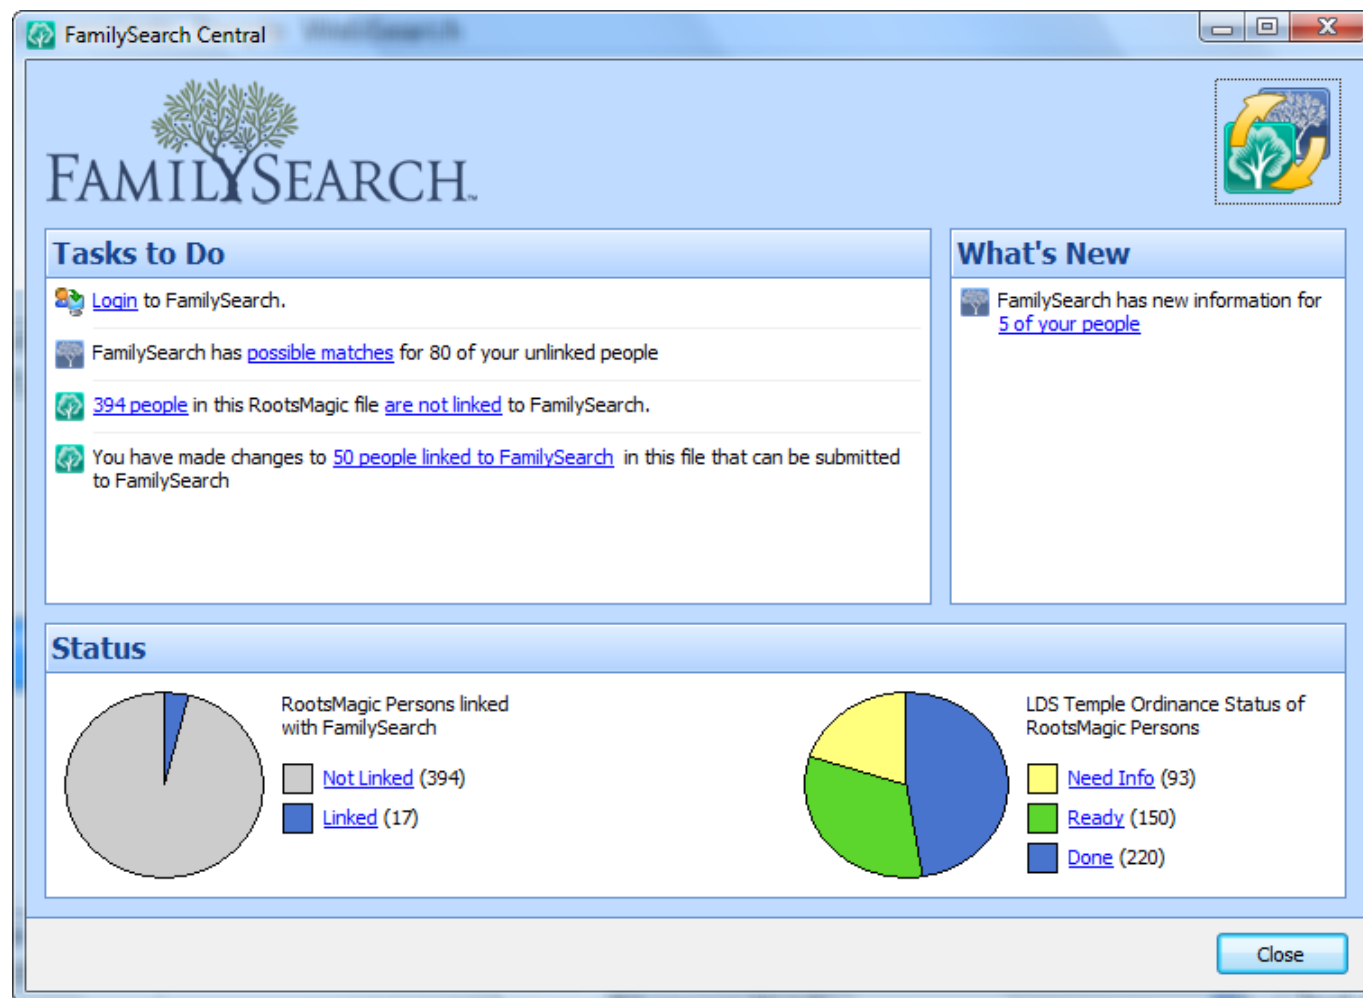 FamilySearch Central
FAMILYSEARCH™
Tasks to Do
Login to FamilySearch.
FamilySearch has possible matches for 80 of your unlinked people
394 people in this RootsMagic file are not linked to FamilySearch.
You have made changes to 50 people linked to FamilySearch in this file that can be submitted
to FamilySearch
What's New
FamilySearch has new information for
5 of your people
Status
RootsMagic Persons linked
with FamilySearch
Not Linked (394)
Linked (17)
LDS Temple Ordinance Status of
RootsMagic Persons
Need Info (93)
Ready (150)
Done (220)
Close